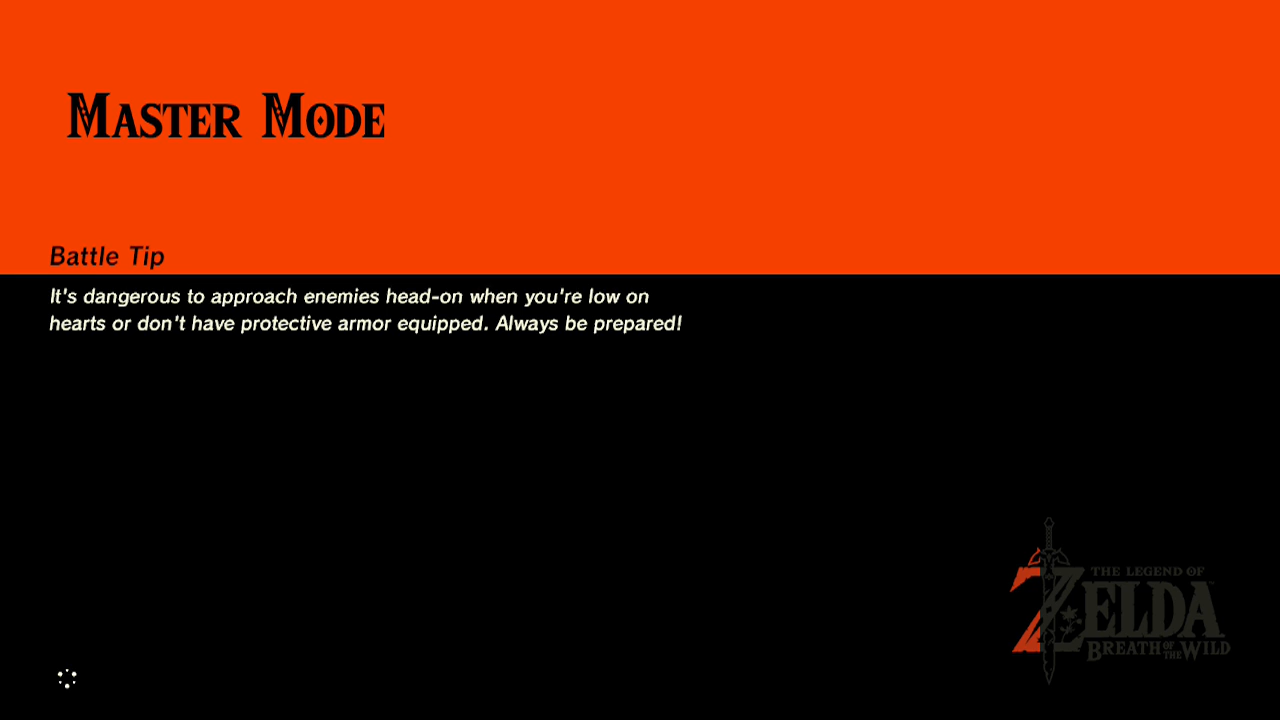 Master Mode
Battle Tip
It's dangerous to approach enemies head-on when you're low on
hearts or don't have protective armor equipped. Always be prepared!
THE LEGEND OF
ZELDA
BREATH OF THE WILD